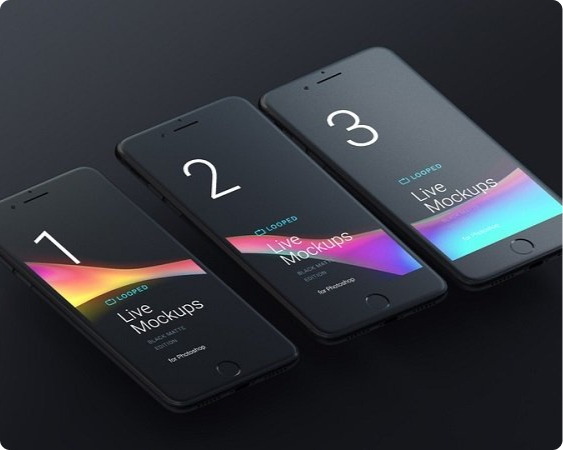 1
LOOPED
Live
Mockups
BLACK MATTE
EDITION
for Photoshop
2
LOOPED
Live
Mockups
BLACK MAT
EDITION
for Photoshop
3
LOOPED
Live
Mockups
for Photoshop